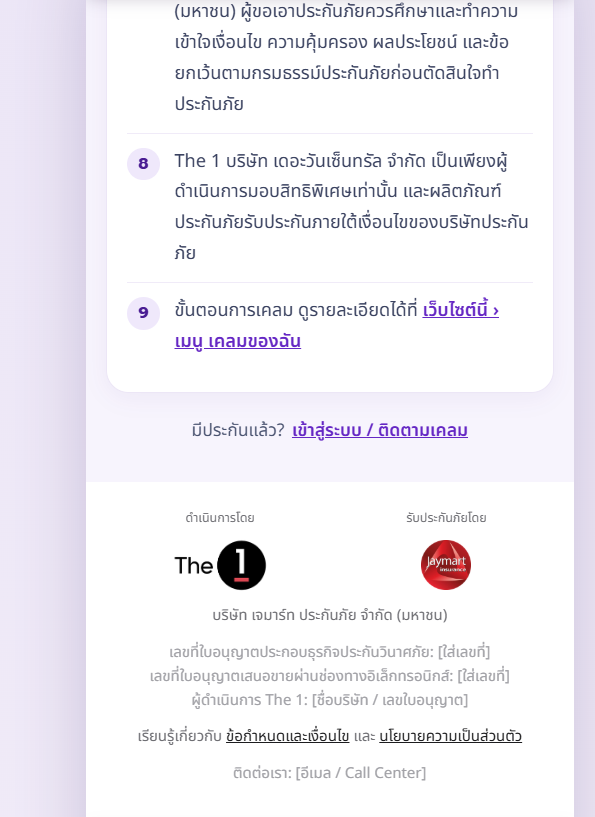 (มหาชน) ผู้ขอเอาประกันภัยควรศึกษาและทำความ
เข้าใจเงื่อนไข ความคุ้มครอง ผลประโยชน์ และข้อ
ยกเว้นตามกรมธรรม์ประกันภัยก่อนตัดสินใจทำ
ประกันภัย
8
The 1 บริษัท เดอะวันเซ็นทรัล จำกัด เป็นเพียงผู้
ดำเนินการมอบสิทธิพิเศษเท่านั้น และผลิตภัณฑ์
ประกันภัยรับประกันภายใต้เงื่อนไขของบริษัทประกัน
ภัย
9
ขั้นตอนการเคลม ดูรายละเอียดได้ที่ เว็บไซต์นี้ ›
เมนู เคลมของฉัน
มีประกันแล้ว? เข้าสู่ระบบ / ติดตามเคลม
ดำเนินการโดย
รับประกันภัยโดย
The 1
Jaymart
insurance
บริษัท เจมาร์ท ประกันภัย จำกัด (มหาชน)
เลขที่ใบอนุญาตประกอบธุรกิจประกันวินาศภัย: [ใส่เลขที่]
เลขที่ใบอนุญาตเสนอขายผ่านช่องทางอิเล็กทรอนิกส์: [ใส่เลขที่]
ผู้ดำเนินการ The 1: [ชื่อบริษัท / เลขใบอนุญาต]
เรียนรู้เกี่ยวกับ ข้อกำหนดและเงื่อนไข และ นโยบายความเป็นส่วนตัว
ติดต่อเรา: [อีเมล / Call Center]